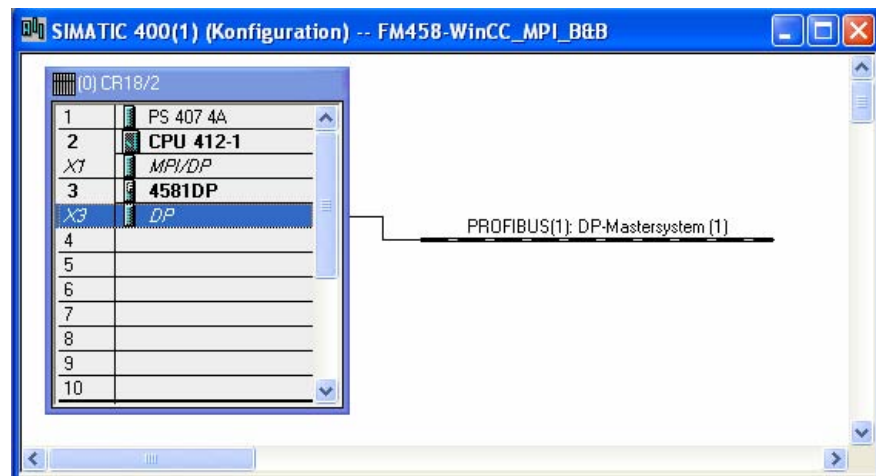 SIMATIC 400(1) (Konfiguration) -- FM458-WinCC_MPI_B&B
(0) CR18/2
1 PS 407 4A
2 CPU 412-1
X1 MPI/DP
3 4581DP
X3 DP
4
5
6
7
8
9
10
PROFIBUS(1): DP-Mastersystem (1)